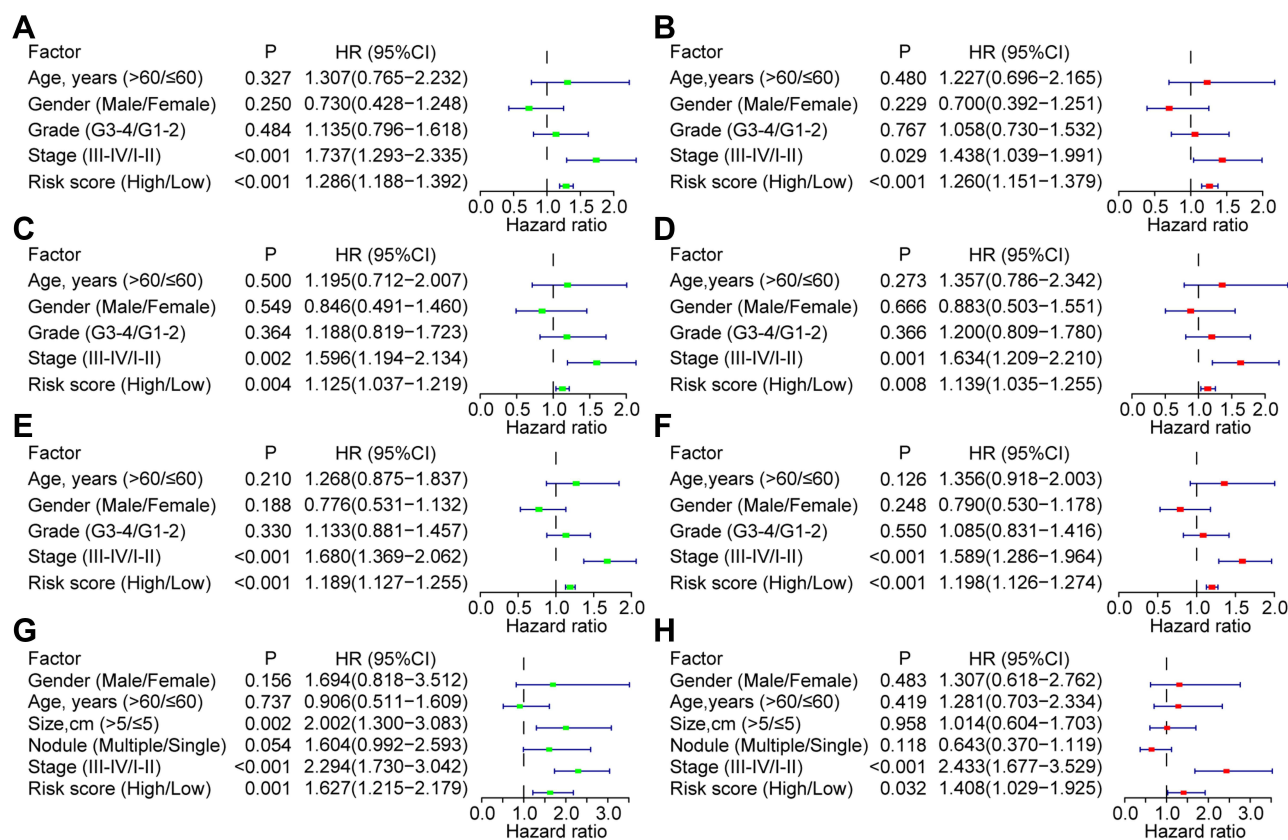 A
Factor P HR (95%CI)
Age, years (>60/≤60) 0.327 1.307(0.765−2.232)
Gender (Male/Female) 0.250 0.730(0.428−1.248)
Grade (G3-4/G1-2) 0.484 1.135(0.796−1.618)
Stage (III-IV/I-II) <0.001 1.737(1.293−2.335)
Risk score (High/Low) <0.001 1.286(1.188−1.392)
0.0 0.5 1.0 1.5 2.0
Hazard ratio
B
Factor P HR (95%CI)
Age,years (>60/≤60) 0.480 1.227(0.696−2.165)
Gender (Male/Female) 0.229 0.700(0.392−1.251)
Grade (G3-4/G1-2) 0.767 1.058(0.730−1.532)
Stage (III-IV/I-II) 0.029 1.438(1.039−1.991)
Risk score (High/Low) <0.001 1.260(1.151−1.379)
0.0 0.5 1.0 1.5 2.0
Hazard ratio
C
Factor P HR (95%CI)
Age, years (>60/≤60) 0.500 1.195(0.712−2.007)
Gender (Male/Female) 0.549 0.846(0.491−1.460)
Grade (G3-4/G1-2) 0.364 1.188(0.819−1.723)
Stage (III-IV/I-II) 0.002 1.596(1.194−2.134)
Risk score (High/Low) 0.004 1.125(1.037−1.219)
0.0 0.5 1.0 1.5 2.0
Hazard ratio
D
Factor P HR (95%CI)
Age,years (>60/≤60) 0.273 1.357(0.786−2.342)
Gender (Male/Female) 0.666 0.883(0.503−1.551)
Grade (G3-4/G1-2) 0.366 1.200(0.809−1.780)
Stage (III-IV/I-II) 0.001 1.634(1.209−2.210)
Risk score (High/Low) 0.008 1.139(1.035−1.255)
0.0 0.5 1.0 1.5 2.0
Hazard ratio
E
Factor P HR (95%CI)
Age, years (>60/≤60) 0.210 1.268(0.875−1.837)
Gender (Male/Female) 0.188 0.776(0.531−1.132)
Grade (G3-4/G1-2) 0.330 1.133(0.881−1.457)
Stage (III-IV/I-II) <0.001 1.680(1.369−2.062)
Risk score (High/Low) <0.001 1.189(1.127−1.255)
0.0 0.5 1.0 1.5 2.0
Hazard ratio
F
Factor P HR (95%CI)
Age, years (>60/≤60) 0.126 1.356(0.918−2.003)
Gender (Male/Female) 0.248 0.790(0.530−1.178)
Grade (G3-4/G1-2) 0.550 1.085(0.831−1.416)
Stage (III-IV/I-II) <0.001 1.589(1.286−1.964)
Risk score (High/Low) <0.001 1.198(1.126−1.274)
0.0 0.5 1.0 1.5 2.0
Hazard ratio
G
Factor P HR (95%CI)
Gender (Male/Female) 0.156 1.694(0.818−3.512)
Age, years (>60/≤60) 0.737 0.906(0.511−1.609)
Size,cm (>5/≤5) 0.002 2.002(1.300−3.083)
Nodule (Multiple/Single) 0.054 1.604(0.992−2.593)
Stage (III-IV/I-II) <0.001 2.294(1.730−3.042)
Risk score (High/Low) 0.001 1.627(1.215−2.179)
0.0 1.0 2.0 3.0
Hazard ratio
H
Factor P HR (95%CI)
Gender (Male/Female) 0.483 1.307(0.618−2.762)
Age, years (>60/≤60) 0.419 1.281(0.703−2.334)
Size,cm (>5/≤5) 0.958 1.014(0.604−1.703)
Nodule (Multiple/Single) 0.118 0.643(0.370−1.119)
Stage (III-IV/I-II) <0.001 2.433(1.677−3.529)
Risk score (High/Low) 0.032 1.408(1.029−1.925)
0.0 1.0 2.0 3.0
Hazard ratio